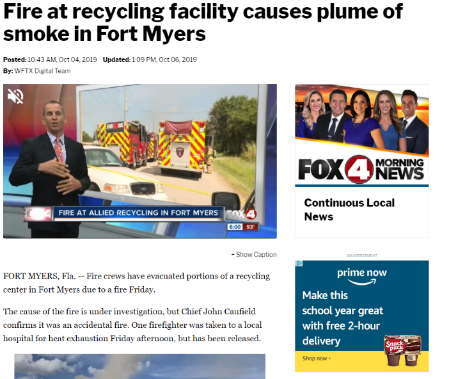 Fire at recycling facility causes plume of
smoke in Fort Myers
Posted: 10:43 AM, Oct 04, 2019 Updated: 1:09 PM, Oct 06, 2019
By: WFTX Digital Team
FIRE AT ALLIED RECYCLING IN FORT MYERS
FOX 4
6:00 93°
FOX 4 MORNING NEWS
Continuous Local
News
Show Caption
FORT MYERS, Fla. -- Fire crews have evacuated portions of a recycling
center in Fort Myers due to a fire Friday.
The cause of the fire is under investigation, but Chief John Caufield
confirms it was an accidental fire. One firefighter was taken to a local
hospital for heat exhaustion Friday afternoon, but has been released.
ADVERTISEMENT
prime now
Make this
school year great
with free 2-hour
delivery
Shop now
Snack
pack